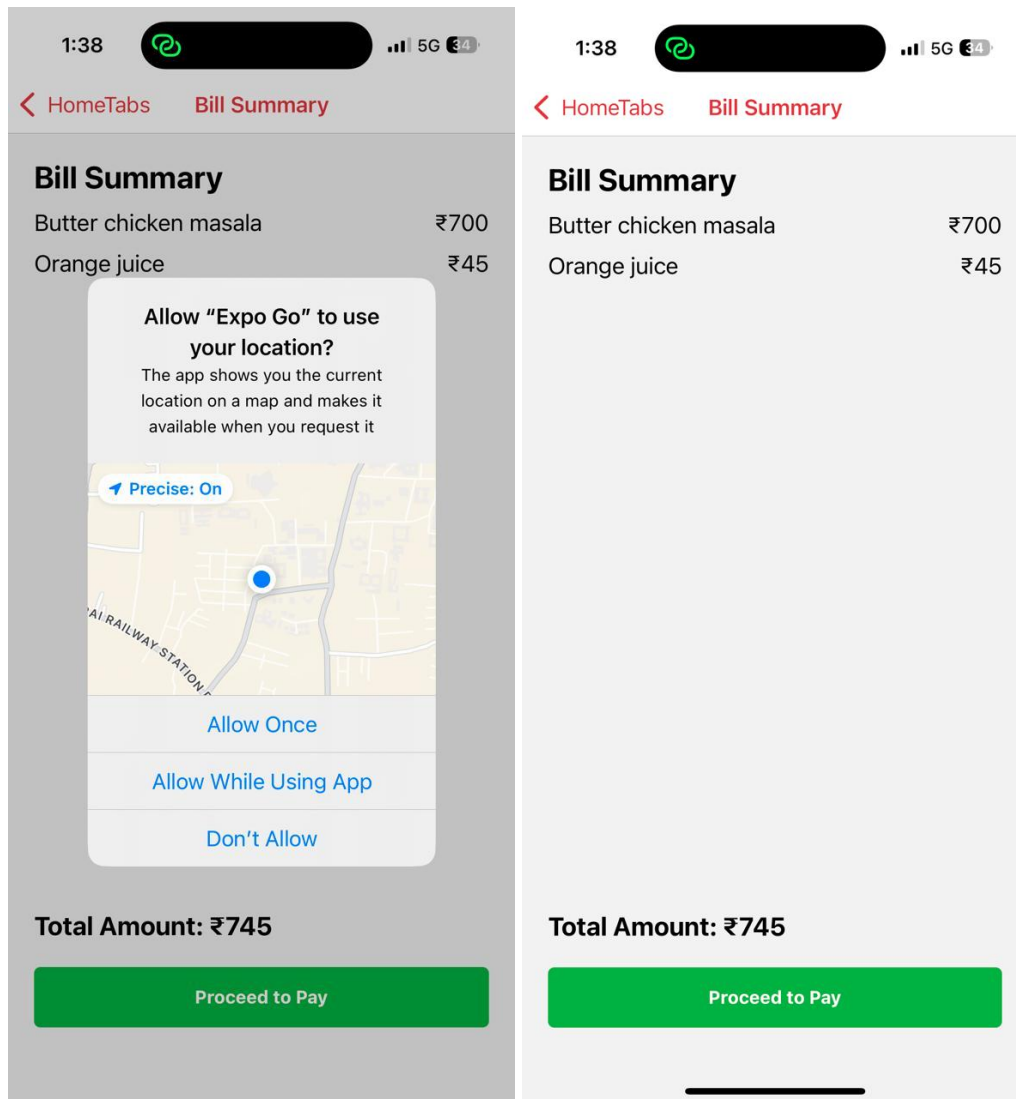 1:38
5G 34
HomeTabs Bill Summary
Bill Summary
Butter chicken masala ₹700
Orange juice ₹45
Allow “Expo Go” to use
your location?
The app shows you the current
location on a map and makes it
available when you request it
Precise: On
AI RAILWAY STATION
Allow Once
Allow While Using App
Don’t Allow
Total Amount: ₹745
Proceed to Pay
1:38
5G 34
HomeTabs Bill Summary
Bill Summary
Butter chicken masala ₹700
Orange juice ₹45
Total Amount: ₹745
Proceed to Pay